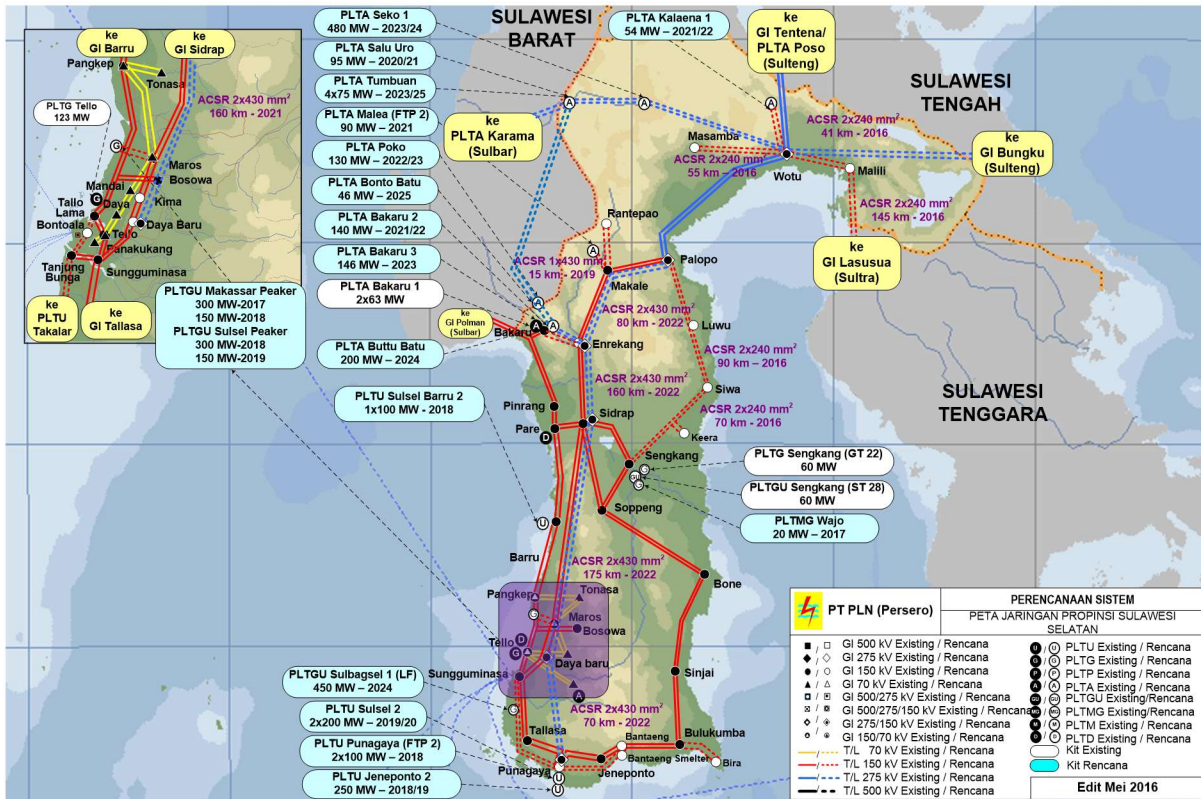 ke
GI Barru
ke
GI Sidrap
Pangkep
Tonasa
ACSR 2x430 mm²
160 km - 2021
PLTG Tello
123 MW
G
Maros
Bosowa
Mandai
Kima
G
Daya
Tallo
Lama
Bontoala
Tello
Daya Baru
Panakukang
Tanjung
Bunga
Sungguminasa
ke
PLTU
Takalar
ke
GI Tallasa
PLTGU Makassar Peaker
300 MW-2017
150 MW-2018
PLTGU Sulsel Peaker
300 MW-2018
150 MW-2019
PLTA Seko 1
480 MW – 2023/24
PLTA Salu Uro
95 MW – 2020/21
PLTA Tumbuan
4x75 MW – 2023/25
PLTA Malea (FTP 2)
90 MW – 2021
PLTA Poko
130 MW – 2022/23
PLTA Bonto Batu
46 MW – 2025
PLTA Bakaru 2
140 MW – 2021/22
PLTA Bakaru 3
146 MW – 2023
PLTA Bakaru 1
2x63 MW
PLTA Buttu Batu
200 MW – 2024
PLTU Sulsel Barru 2
1x100 MW - 2018
SULAWESI
BARAT
PLTA Kalaena 1
54 MW – 2021/22
ke
GI Tentena/
PLTA Poso
(Sulteng)
SULAWESI
TENGAH
ke
PLTA Karama
(Sulbar)
A
A
A
Masamba
ACSR 2x240 mm²
41 km - 2016
ACSR 2x240 mm²
55 km - 2016
Wotu
Malili
ke
GI Bungku
(Sulteng)
ACSR 2x240 mm²
145 km - 2016
ke
GI Lasusua
(Sultra)
Rantepao
A
ACSR 1x430 mm²
15 km - 2019
Palopo
Makale
ACSR 2x430 mm²
80 km - 2022
ke
GI Polman
(Sulbar)
A
A
A
Bakaru
Enrekang
Luwu
ACSR 2x240 mm²
90 km – 2016
Siwa
ACSR 2x430 mm²
160 km - 2022
ACSR 2x240 mm²
70 km - 2016
SULAWESI
TENGGARA
Pinrang
Sidrap
Pare
D
Keera
Sengkang
G
GU
G
PLTG Sengkang (GT 22)
60 MW
PLTGU Sengkang (ST 28)
60 MW
PLTMG Wajo
20 MW – 2017
Soppeng
U
Barru
ACSR 2x430 mm²
175 km - 2022
Bone
Pangkep
Tonasa
G
Maros
Bosowa
D
Tello
G
Daya baru
Sungguminasa
A
ACSR 2x430 mm²
70 km - 2022
Sinjai
PLTGU Sulbagsel 1 (LF)
450 MW – 2024
G
PLTU Sulsel 2
2x200 MW – 2019/20
PLTU Punagaya (FTP 2)
2x100 MW – 2018
PLTU Jeneponto 2
250 MW – 2018/19
Tallasa
Punagaya
U
U
Jeneponto
Bantaeng
Bantaeng Smelter
Bulukumba
Bira
PT PLN (Persero)
PERENCANAAN SISTEM
PETA JARINGAN PROPINSI SULAWESI
SELATAN
GI 500 kV Existing / Rencana
GI 275 kV Existing / Rencana
GI 150 kV Existing / Rencana
GI 70 kV Existing / Rencana
GI 500/275 kV Existing / Rencana
GI 500/275/150 kV Existing / Rencana
GI 275/150 kV Existing / Rencana
GI 150/70 kV Existing / Rencana
T/L 70 kV Existing / Rencana
T/L 150 kV Existing / Rencana
T/L 275 kV Existing / Rencana
T/L 500 kV Existing / Rencana
U / U PLTU Existing / Rencana
G / G PLTG Existing / Rencana
P / P PLTP Existing / Rencana
A / A PLTA Existing / Rencana
GU / GU PLTGU Existing/Rencana
MG / MG PLTMG Existing/Rencana
M / M PLTM Existing / Rencana
D / D PLTD Existing / Rencana
Kit Existing
Kit Rencana
Edit Mei 2016